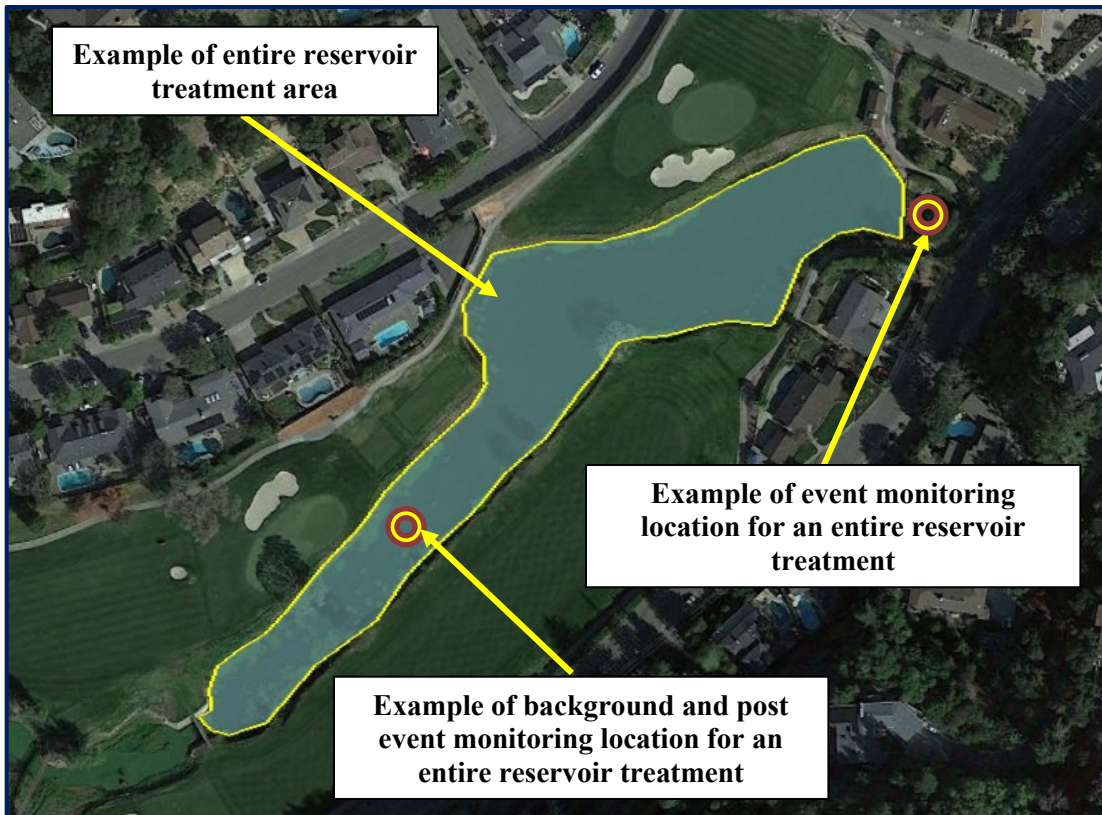 Example of entire reservoir
treatment area
Example of event monitoring
location for an entire reservoir
treatment
Example of background and post
event monitoring location for an
entire reservoir treatment